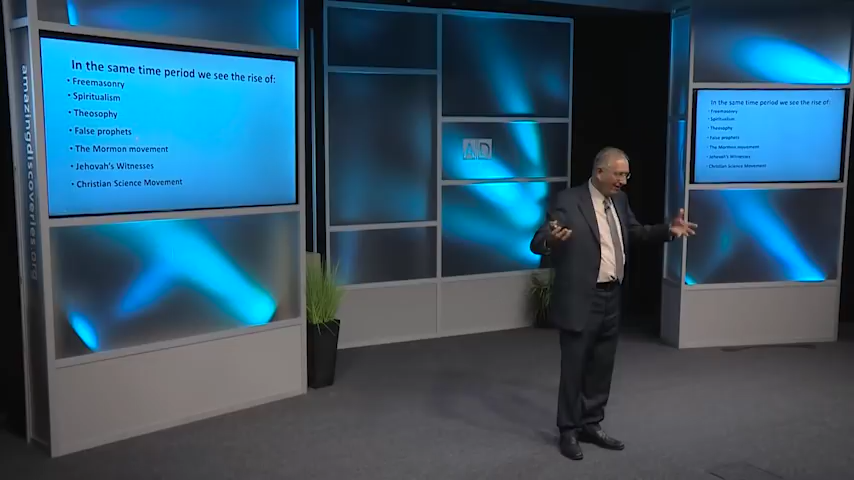 In the same time period we see the rise of:
• Freemasonry
• Spiritualism
• Theosophy
• False prophets
• The Mormon movement
• Jehovah's Witnesses
• Christian Science Movement
amazingdiscoveries.org
AD
In the same time period we see the rise of:
• Freemasonry
• Spiritualism
• Theosophy
• False prophets
• The Mormon movement
• Jehovah's Witnesses
• Christian Science Movement